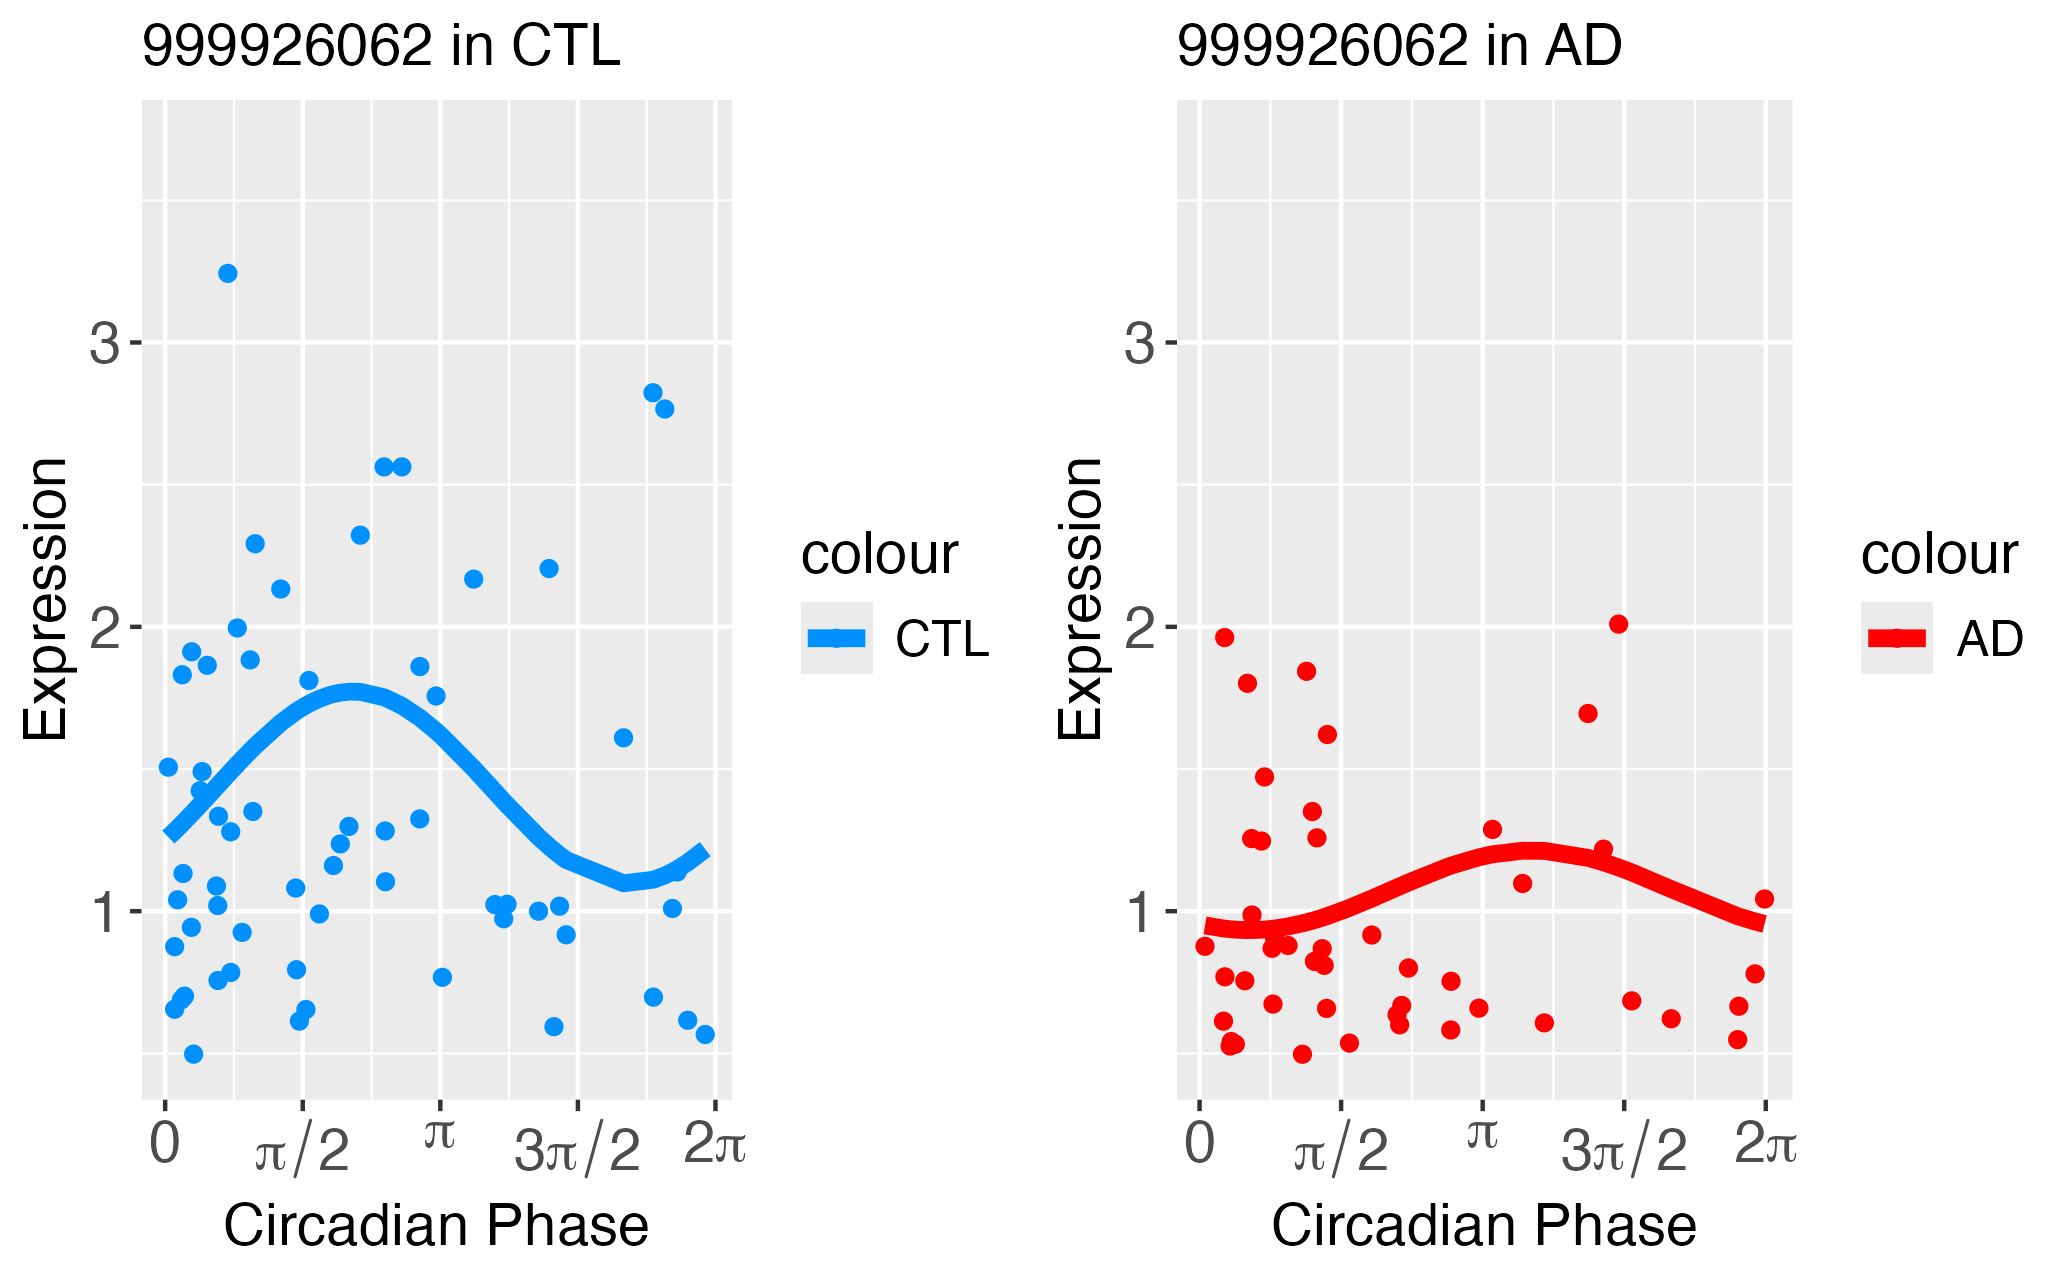 999926062 in CTL
3
2
1
Expression
0
π/2
π
3π/2
2π
Circadian Phase
colour
CTL
999926062 in AD
3
2
1
Expression
0
π/2
π
3π/2
2π
Circadian Phase
colour
AD